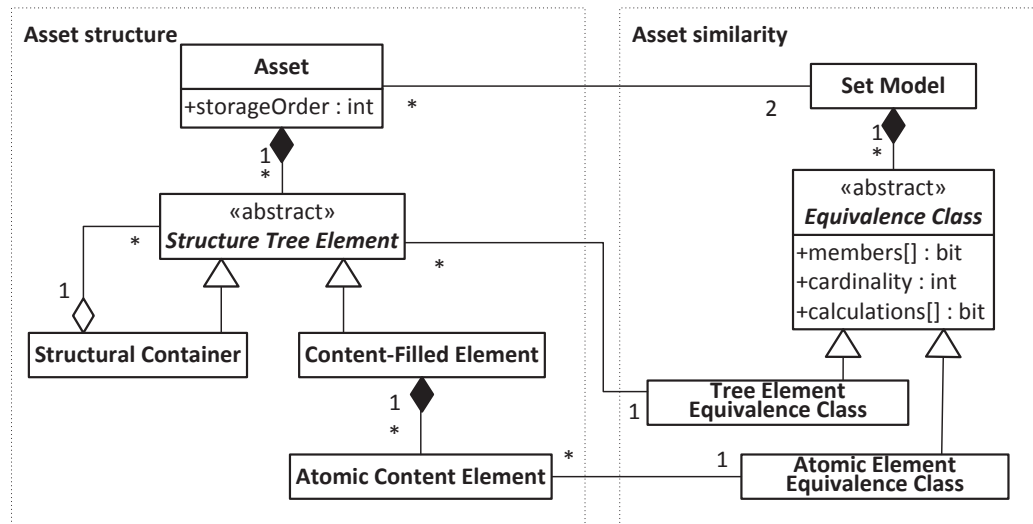 Asset structure
Asset
+storageOrder : int
*
1
*
«abstract»
Structure Tree Element
*
*
1
Structural Container
Content-Filled Element
1
*
Atomic Content Element
*
Asset similarity
Set Model
2
1
*
«abstract»
Equivalence Class
+members[] : bit
+cardinality : int
+calculations[] : bit
Tree Element
Equivalence Class
1
Atomic Element
Equivalence Class
1